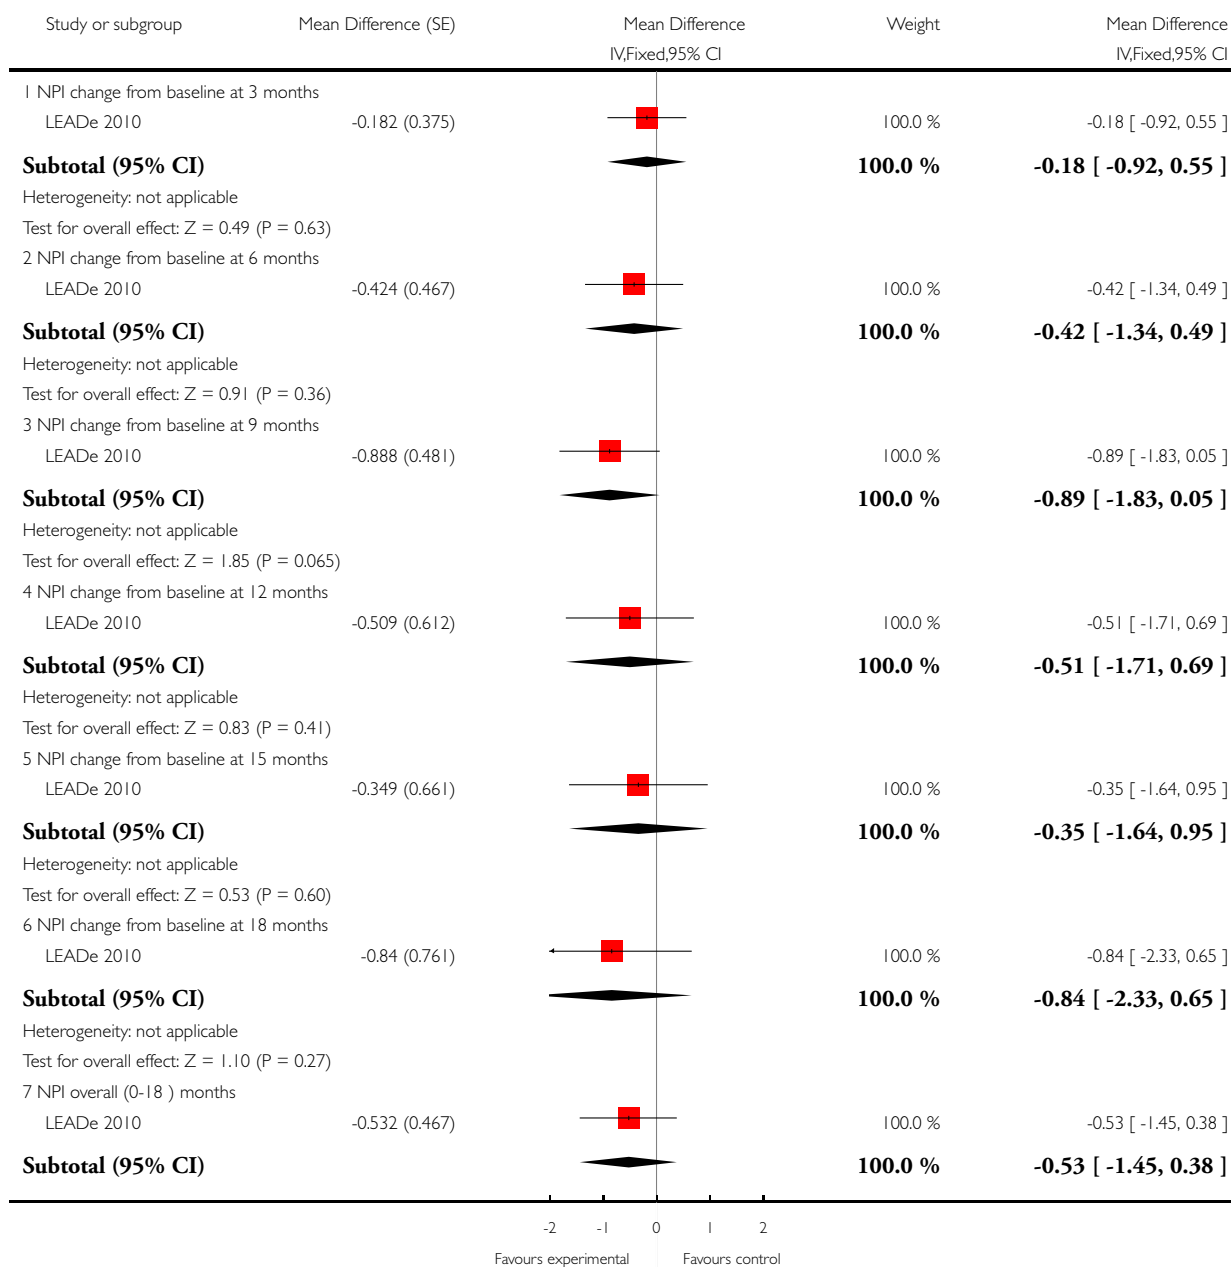 Study or subgroup Mean Difference (SE) Mean Difference Weight Mean Difference
IV,Fixed,95% CI IV,Fixed,95% CI
1 NPI change from baseline at 3 months
LEADe 2010 -0.182 (0.375) 100.0 % -0.18 [ -0.92, 0.55 ]
Subtotal (95% CI) 100.0 % -0.18 [ -0.92, 0.55 ]
Heterogeneity: not applicable
Test for overall effect: Z = 0.49 (P = 0.63)
2 NPI change from baseline at 6 months
LEADe 2010 -0.424 (0.467) 100.0 % -0.42 [ -1.34, 0.49 ]
Subtotal (95% CI) 100.0 % -0.42 [ -1.34, 0.49 ]
Heterogeneity: not applicable
Test for overall effect: Z = 0.91 (P = 0.36)
3 NPI change from baseline at 9 months
LEADe 2010 -0.888 (0.481) 100.0 % -0.89 [ -1.83, 0.05 ]
Subtotal (95% CI) 100.0 % -0.89 [ -1.83, 0.05 ]
Heterogeneity: not applicable
Test for overall effect: Z = 1.85 (P = 0.065)
4 NPI change from baseline at 12 months
LEADe 2010 -0.509 (0.612) 100.0 % -0.51 [ -1.71, 0.69 ]
Subtotal (95% CI) 100.0 % -0.51 [ -1.71, 0.69 ]
Heterogeneity: not applicable
Test for overall effect: Z = 0.83 (P = 0.41)
5 NPI change from baseline at 15 months
LEADe 2010 -0.349 (0.661) 100.0 % -0.35 [ -1.64, 0.95 ]
Subtotal (95% CI) 100.0 % -0.35 [ -1.64, 0.95 ]
Heterogeneity: not applicable
Test for overall effect: Z = 0.53 (P = 0.60)
6 NPI change from baseline at 18 months
LEADe 2010 -0.84 (0.761) 100.0 % -0.84 [ -2.33, 0.65 ]
Subtotal (95% CI) 100.0 % -0.84 [ -2.33, 0.65 ]
Heterogeneity: not applicable
Test for overall effect: Z = 1.10 (P = 0.27)
7 NPI overall (0-18 ) months
LEADe 2010 -0.532 (0.467) 100.0 % -0.53 [ -1.45, 0.38 ]
Subtotal (95% CI) 100.0 % -0.53 [ -1.45, 0.38 ]
-2 -1 0 1 2
Favours experimental Favours control